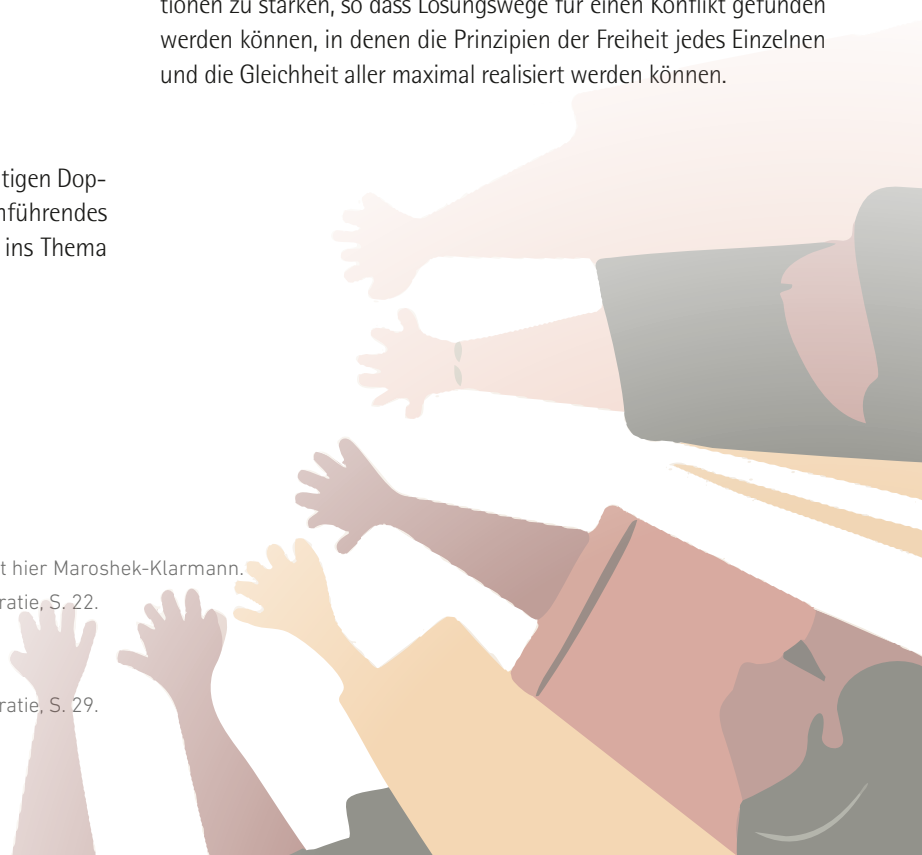 tionen zu stärken, so dass Lösungswege für einen Konflikt gefunden
werden können, in denen die Prinzipien der Freiheit jedes Einzelnen
und die Gleichheit aller maximal realisiert werden können.
tigen Dop-
führendes
ins Thema
t hier Maroshek-Klarmann.
ratie, S. 22.
ratie, S. 29.